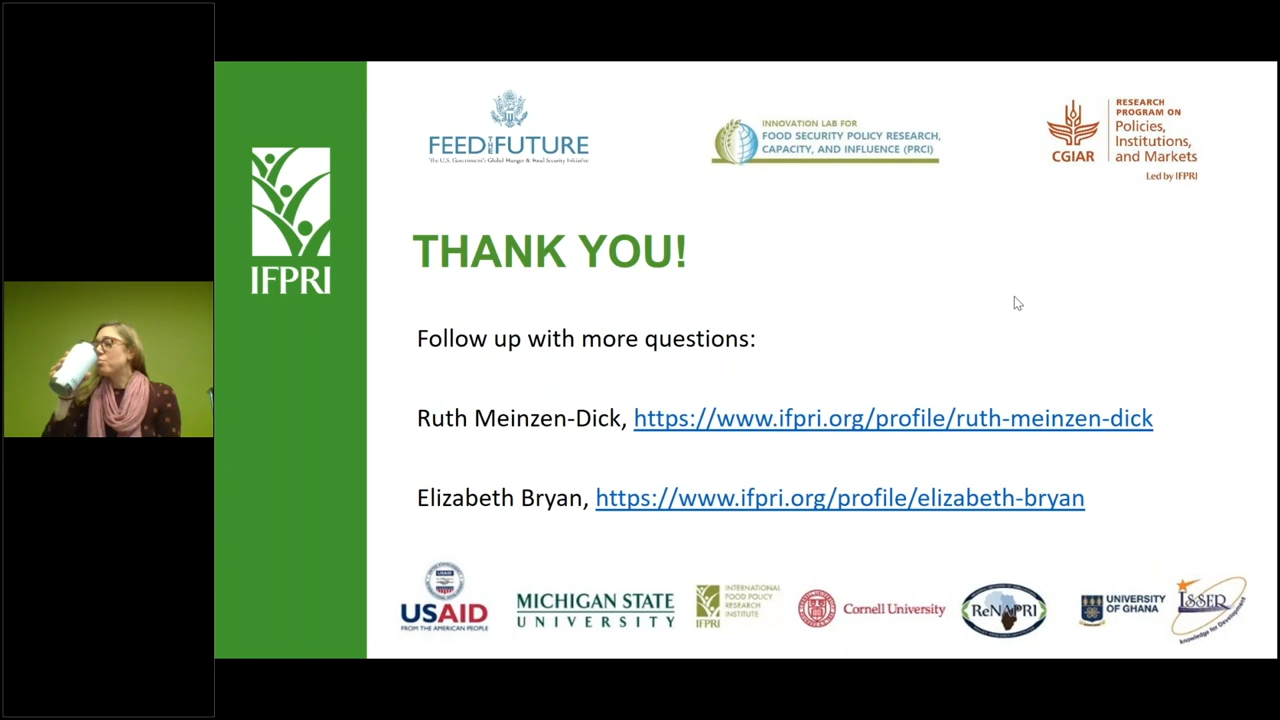 FEED THE FUTURE
The U.S. Government's Global Hunger & Food Security Initiative
INNOVATION LAB FOR
FOOD SECURITY POLICY RESEARCH,
CAPACITY, AND INFLUENCE (PRCI)
CGIAR
RESEARCH
PROGRAM ON
Policies,
Institutions,
and Markets
Led by IFPRI
IFPRI
THANK YOU!
Follow up with more questions:
Ruth Meinzen-Dick, https://www.ifpri.org/profile/ruth-meinzen-dick
Elizabeth Bryan, https://www.ifpri.org/profile/elizabeth-bryan
USAID
USAID
FROM THE AMERICAN PEOPLE
MICHIGAN STATE
UNIVERSITY
IFPRI
INTERNATIONAL
FOOD POLICY
RESEARCH
INSTITUTE
Cornell University
ReNAPRI
UNIVERSITY
OF GHANA
ISSER
knowledge for Development